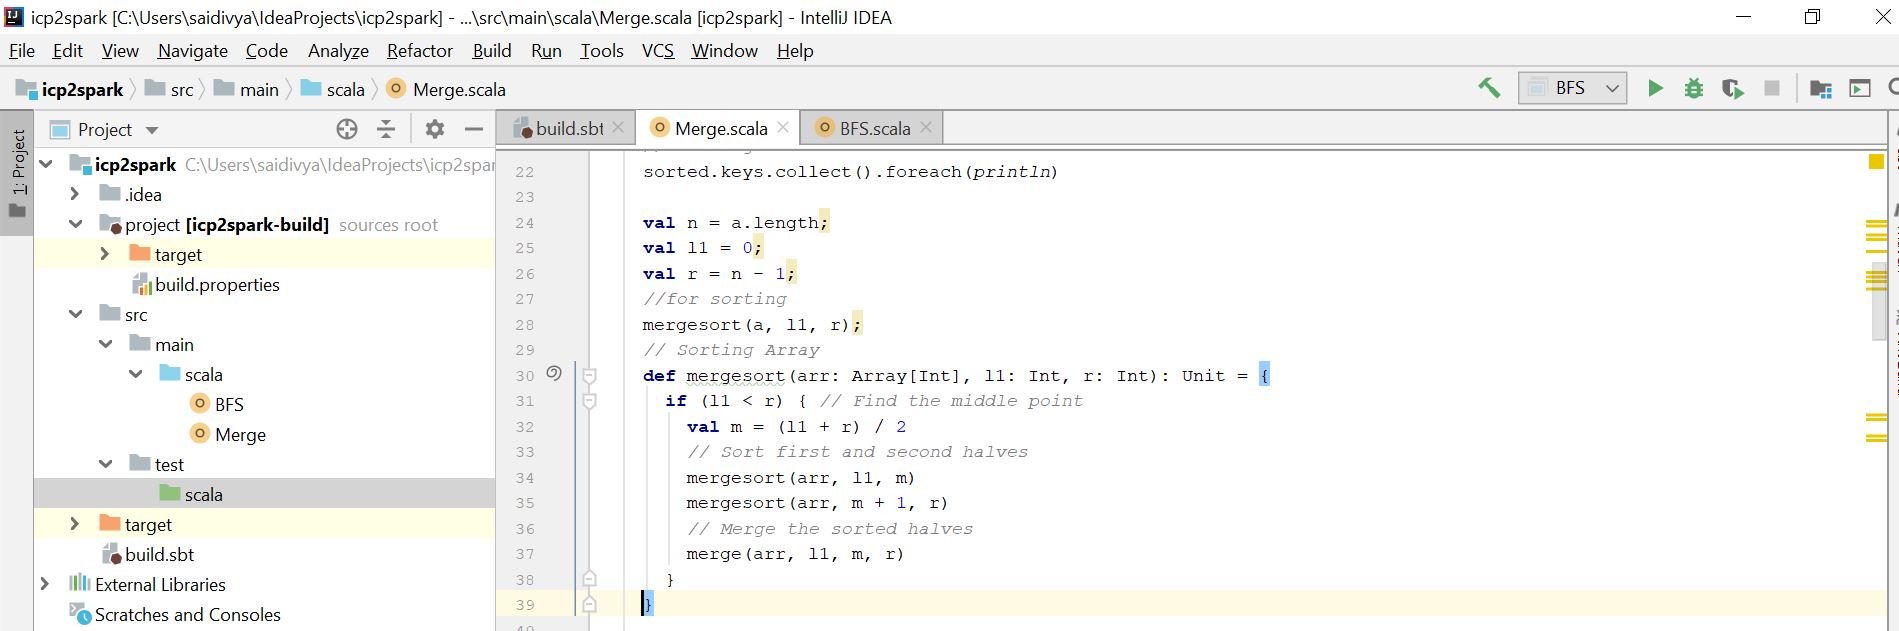 icp2spark [C:\Users\saidivya\IdeaProjects\icp2spark] - ...\src\main\scala\Merge.scala [icp2spark] - IntelliJ IDEA
File Edit View Navigate Code Analyze Refactor Build Run Tools VCS Window Help
icp2spark src main scala Merge.scala BFS
1: Project
Project
build.sbt Merge.scala BFS.scala
icp2spark C:\Users\saidivya\IdeaProjects\icp2spar
.idea
project [icp2spark-build] sources root
target
build.properties
src
main
scala
BFS
Merge
test
scala
target
build.sbt
External Libraries
Scratches and Consoles
22 sorted.keys.collect().foreach(println)
23
24 val n = a.length;
25 val l1 = 0;
26 val r = n - 1;
27 //for sorting
28 mergesort(a, l1, r);
29 // Sorting Array
30 def mergesort(arr: Array[Int], l1: Int, r: Int): Unit = {
31 if (l1 < r) { // Find the middle point
32 val m = (l1 + r) / 2
33 // Sort first and second halves
34 mergesort(arr, l1, m)
35 mergesort(arr, m + 1, r)
36 // Merge the sorted halves
37 merge(arr, l1, m, r)
38 }
39 }
40